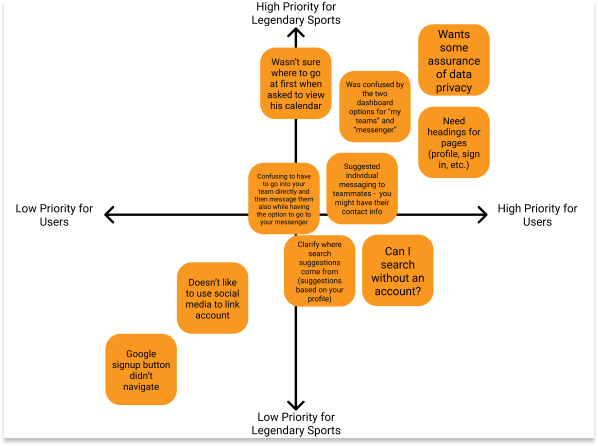 High Priority for
Legendary Sports
Wants
some
assurance
of data
privacy
Wasn't sure
where to go
at first when
asked to view
his calendar
Was confused by
the two
dashboard
options for "my
teams" and
"messenger"
Need
headings for
pages
(profile, sign
in, etc.)
Confusing to have
to go into your
team directly and
then message them
also while having
the option to go to
your messenger
Suggested
individual
messaging to
teammates - you
might have their
contact info
Low Priority for
Users
High Priority for
Users
Clarify where
search
suggestions
come from
(suggestions
based on your
profile)
Can I
search
without an
account?
Doesn't like
to use social
media to link
account
Google
signup button
didn't
navigate
Low Priority for
Legendary Sports